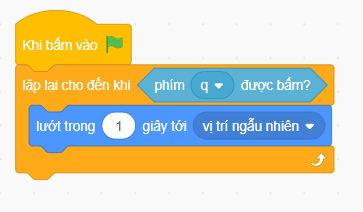 Khi bấm vào
lặp lại cho đến khi phím q được bấm?
lướt trong 1 giây tới vị trí ngẫu nhiên